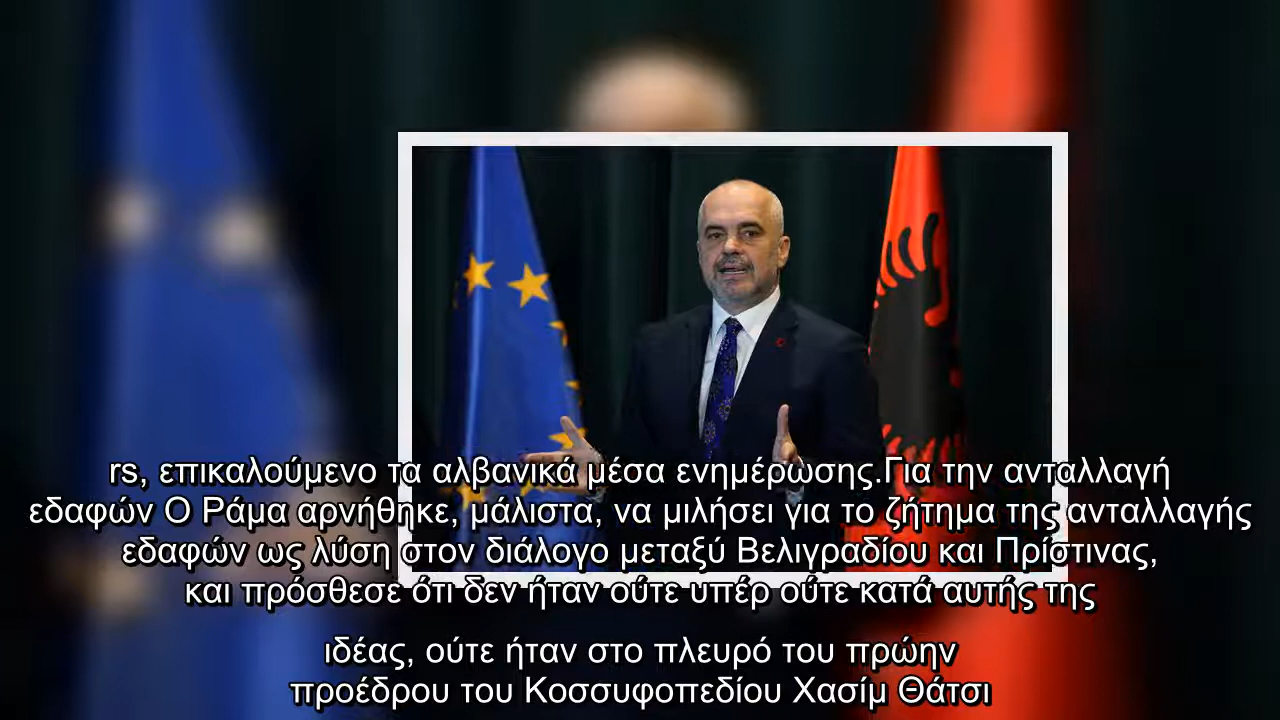 rs, επικαλούμενο τα αλβανικά μέσα ενημέρωσης.Για την ανταλλαγή
εδαφών Ο Ράμα αρνήθηκε, μάλιστα, να μιλήσει για το ζήτημα της ανταλλαγής
εδαφών ως λύση στον διάλογο μεταξύ Βελιγραδίου και Πρίστινας,
και πρόσθεσε ότι δεν ήταν ούτε υπέρ ούτε κατά αυτής της
ιδέας, ούτε ήταν στο πλευρό του πρώην
προέδρου του Κοσσυφοπεδίου Χασίμ Θάτσι